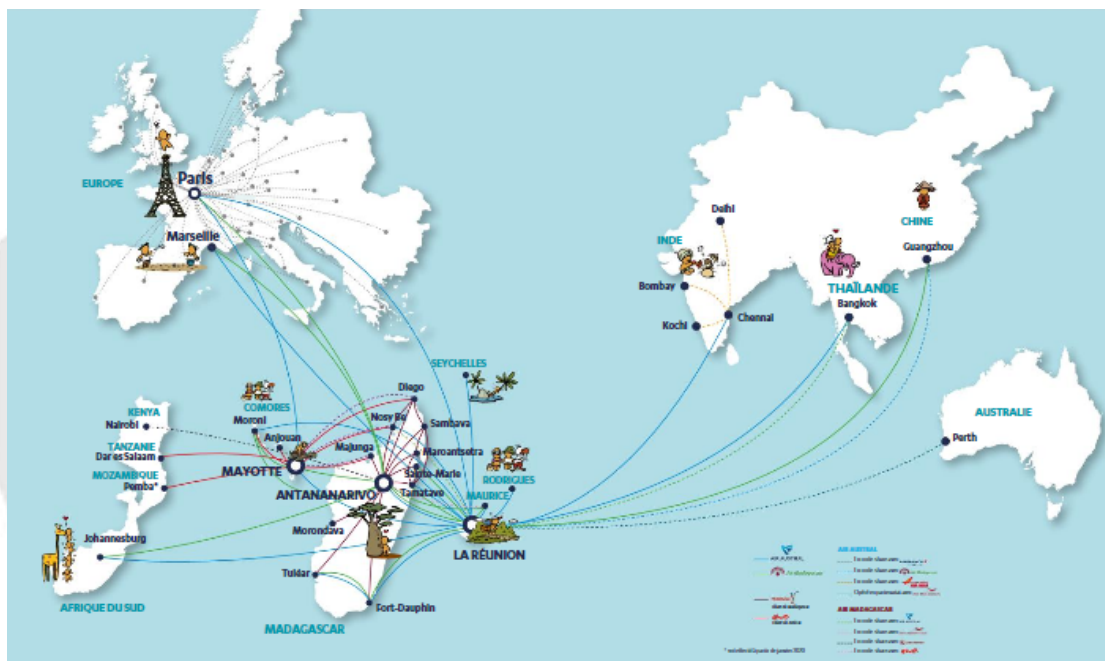 EUROPE
Paris
Marseille
Delhi
INDE
Bombay
Kochi
Chennai
CHINE
Guangzhou
THAÏLANDE
Bangkok
AUSTRALIE
Perth
SEYCHELLES
KENYA
Nairobi
TANZANIE
Dar es Salaam
MOZAMBIQUE
Pemba*
COMORES
Moroni
Anjouan
MAYOTTE
Diego
Nosy Be
Sambava
Majunga
Maroantsetra
Sainte-Marie
Tamatave
ANTANANARIVO
RODRIGUES
MAURICE
LA RÉUNION
Morondava
Johannesburg
AFRIQUE DU SUD
Tuléar
Fort-Dauphin
MADAGASCAR
AIR AUSTRAL
AIR MADAGASCAR